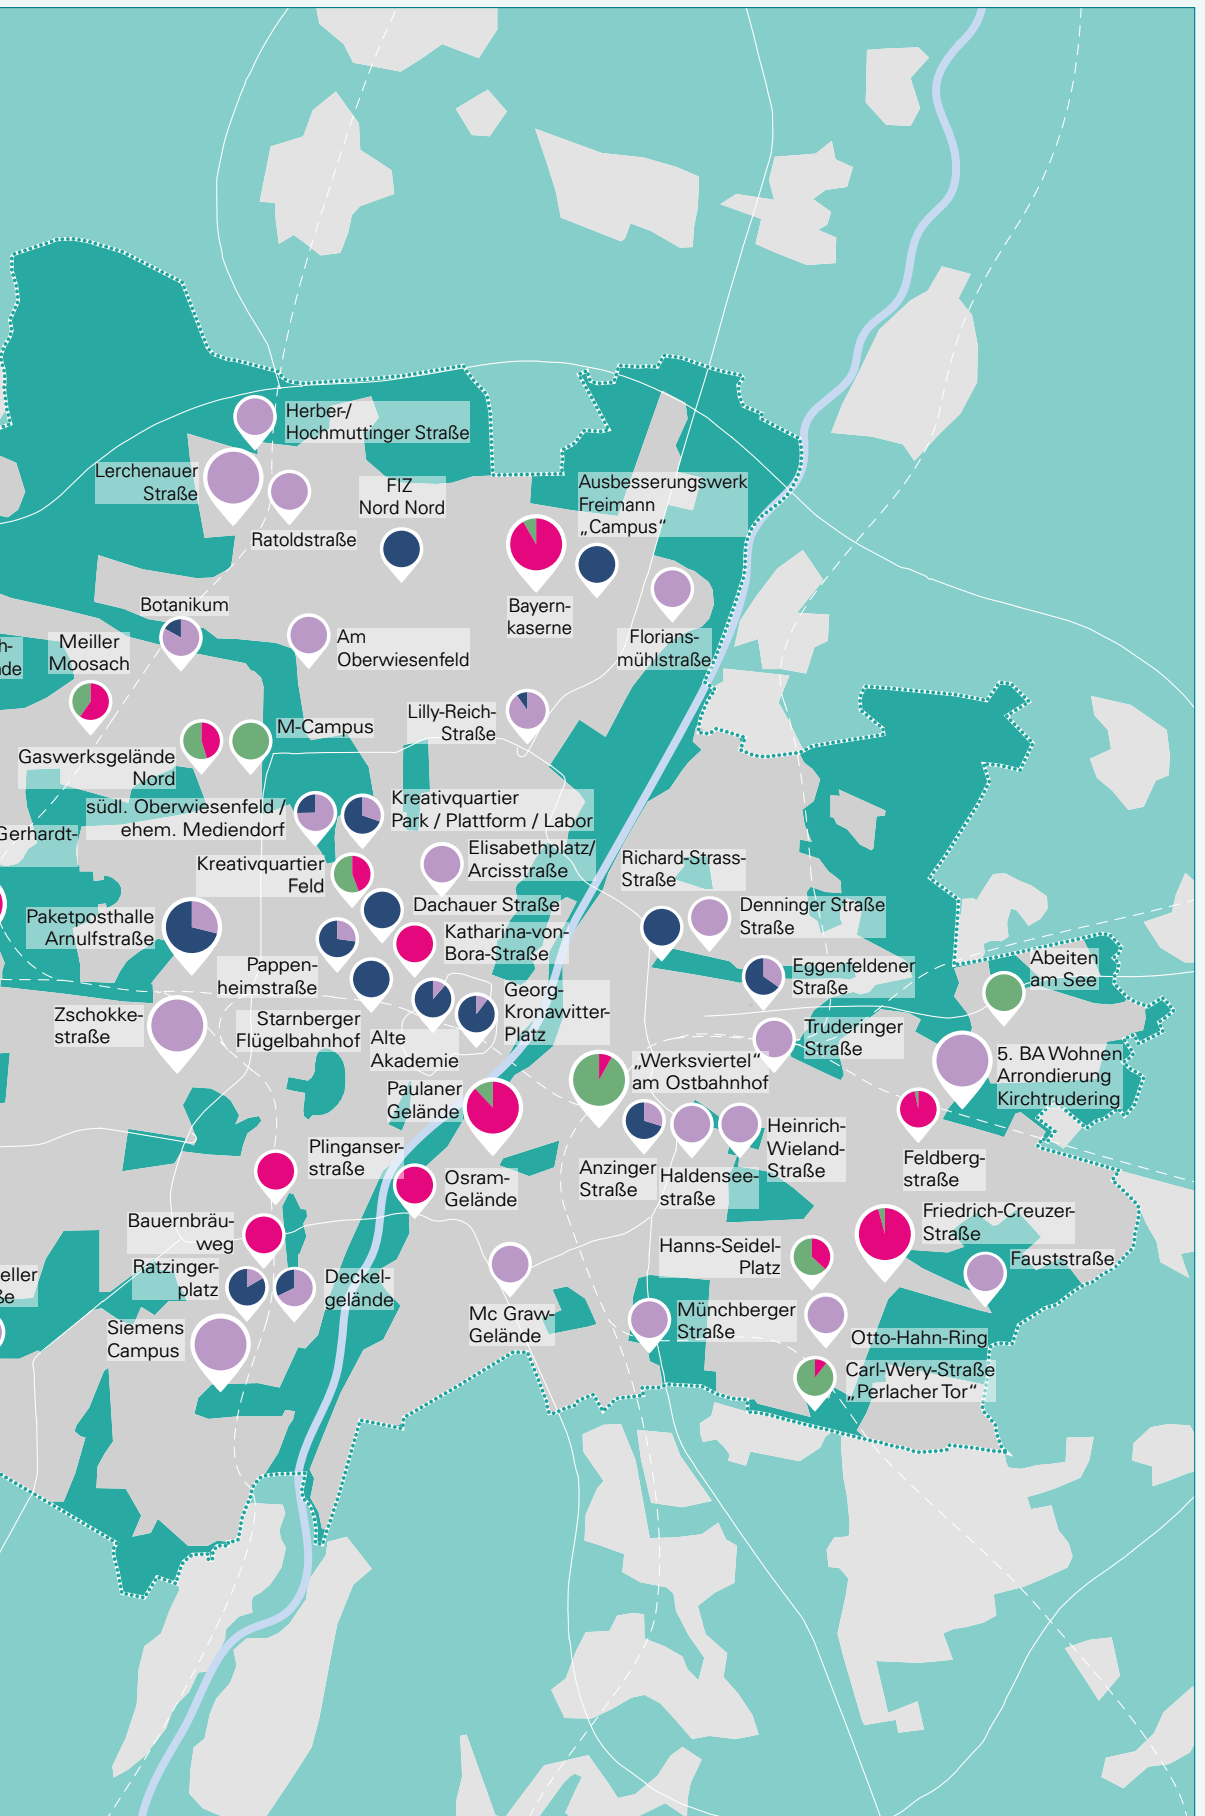 Herber-/
Hochmuttinger Straße
Lerchenauer
Straße
Ratoldstraße
FIZ
Nord Nord
Ausbesserungswerk
Freimann
„Campus“
Bayern-
kaserne
Florians-
mühlstraße
Botanikum
Am
Oberwiesenfeld
h-
nde
Meiller
Moosach
Lilly-Reich-
Straße
M-Campus
Gaswerksgelände
Nord
südl. Oberwiesenfeld /
ehem. Mediendorf
Kreativquartier
Park / Plattform / Labor
Gerhardt-
Kreativquartier
Feld
Elisabethplatz/
Arcisstraße
Richard-Strass-
Straße
Dachauer Straße
Denninger Straße
Straße
Paketposthalle
Arnulfstraße
Katharina-von-
Bora-Straße
Pappen-
heimstraße
Eggenfeldener
Straße
Abeiten
am See
Zschokke-
straße
Starnberger
Flügelbahnhof
Alte
Akademie
Georg-
Kronawitter-
Platz
Truderinger
Straße
5. BA Wohnen
Arrondierung
Kirchtrudering
„Werksviertel“
am Ostbahnhof
Paulaner
Gelände
Plinganser-
straße
Osram-
Gelände
Anzinger
Straße
Haldensee-
straße
Heinrich-
Wieland-
Straße
Feldberg-
straße
Bauernbräu-
weg
Friedrich-Creuzer-
Straße
Hanns-Seidel-
Platz
Fauststraße
Ratzinger-
platz
Deckel-
gelände
eller
ße
Siemens
Campus
Mc Graw-
Gelände
Münchberger
Straße
Otto-Hahn-Ring
Carl-Wery-Straße
„Perlacher Tor“